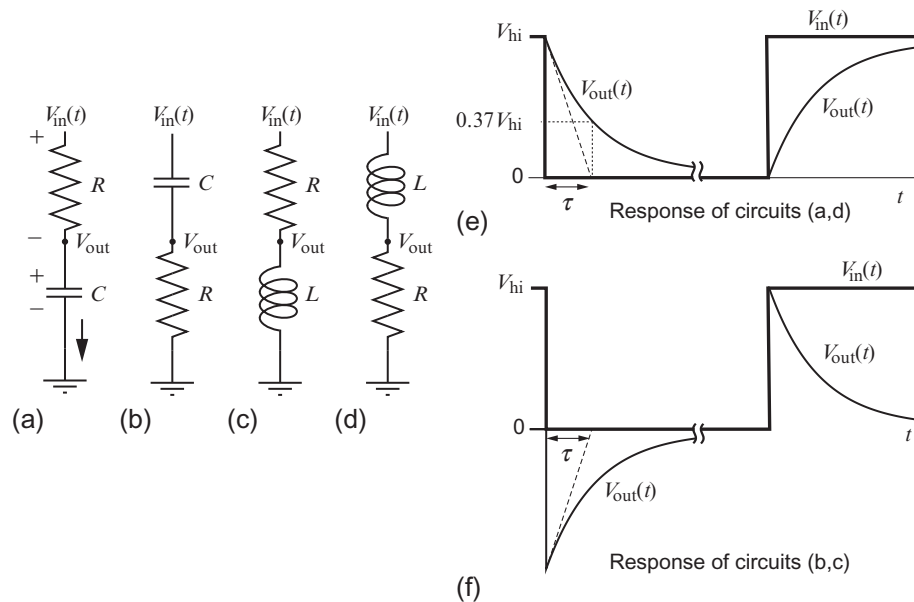 V_in(t) V_in(t) V_in(t) V_in(t)
+
R C R L
− V_out V_out V_out V_out
+
C R L R
−
(a) (b) (c) (d)
V_in(t)
V_hi
V_out(t)
V_out(t)
0.37V_hi
0
τ t
(e) Response of circuits (a,d)
V_in(t)
V_hi
V_out(t)
0 t
τ
V_out(t)
Response of circuits (b,c)
(f)